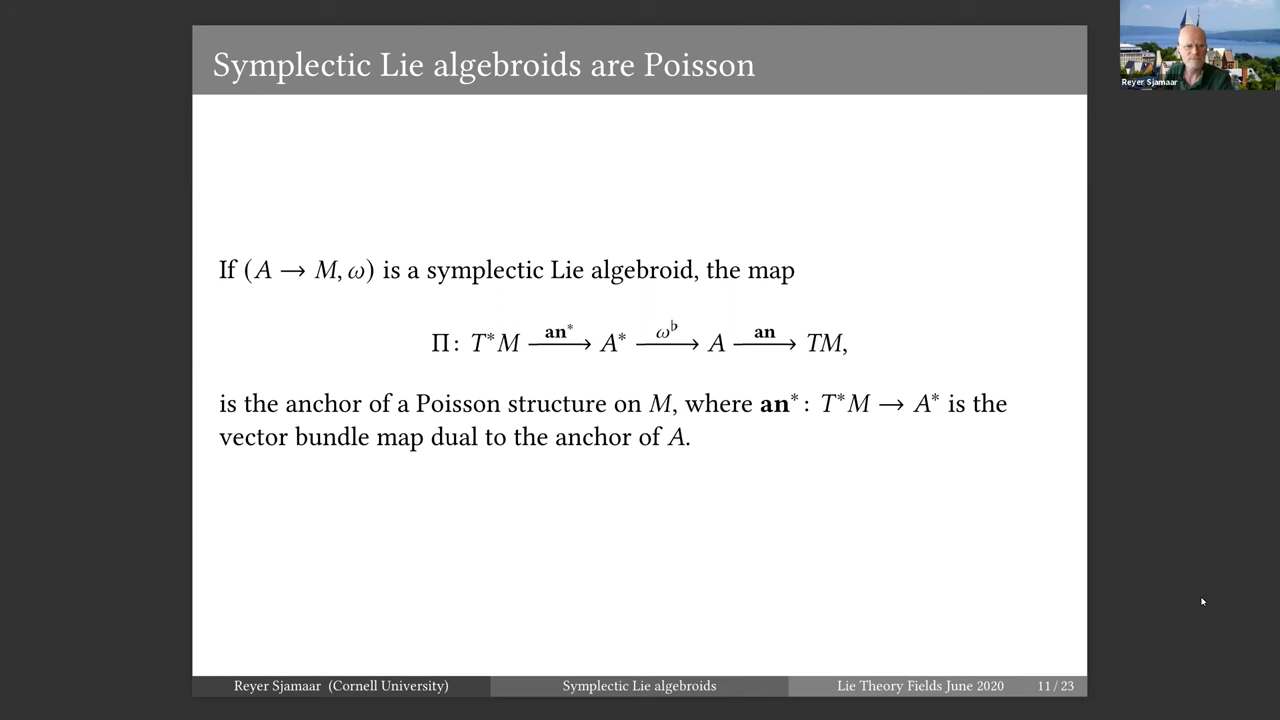 Symplectic Lie algebroids are Poisson
Reyer Sjamaar
If (A → M, ω) is a symplectic Lie algebroid, the map
Π: T*M —an*→ A* —ω♭→ A —an→ TM,
is the anchor of a Poisson structure on M, where an*: T*M → A* is the
vector bundle map dual to the anchor of A.
Reyer Sjamaar (Cornell University)
Symplectic Lie algebroids
Lie Theory Fields June 2020
11 / 23